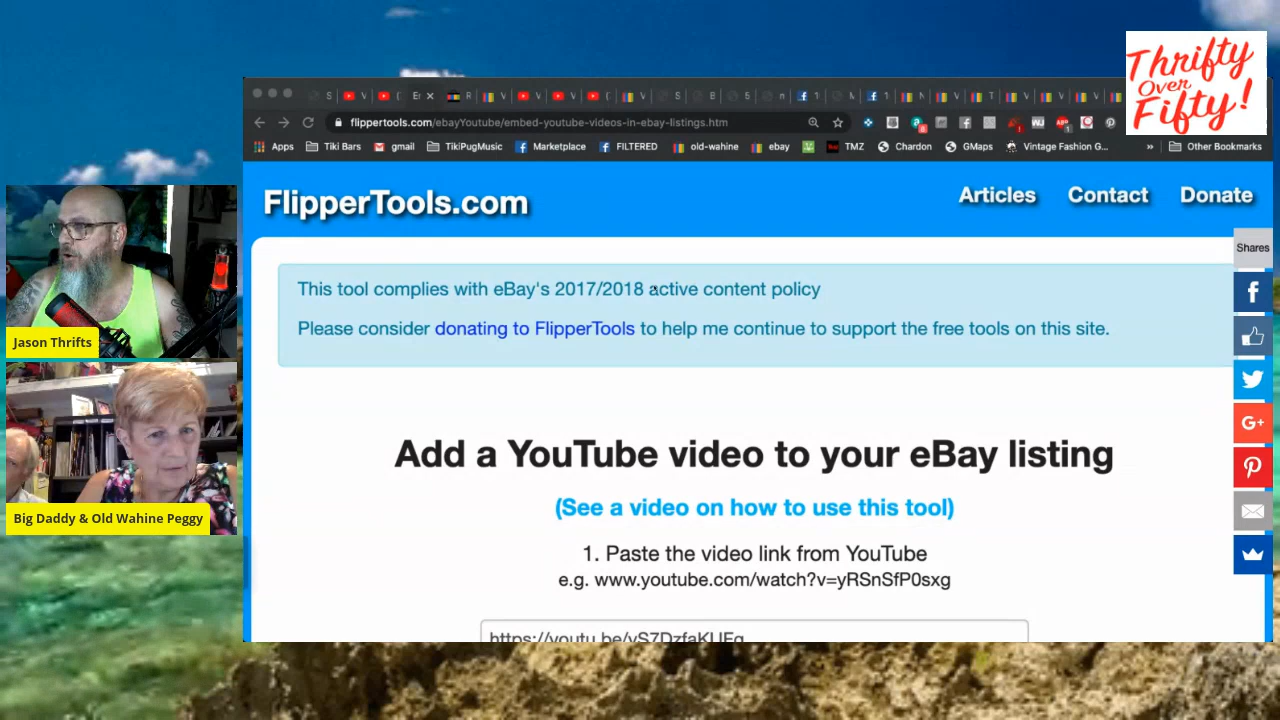 Thrifty
Over
Fifty!
flippertools.com/ebayYoutube/embed-youtube-videos-in-ebay-listings.htm
Apps Tiki Bars gmail TikiPugMusic Marketplace FILTERED old-wahine ebay TMZ Chardon GMaps Vintage Fashion G... » Other Bookmarks
FlipperTools.com
Articles Contact Donate
Shares
This tool complies with eBay's 2017/2018 active content policy
Please consider donating to FlipperTools to help me continue to support the free tools on this site.
Add a YouTube video to your eBay listing
(See a video on how to use this tool)
1. Paste the video link from YouTube
e.g. www.youtube.com/watch?v=yRSnSfP0sxg
Jason Thrifts
Big Daddy & Old Wahine Peggy